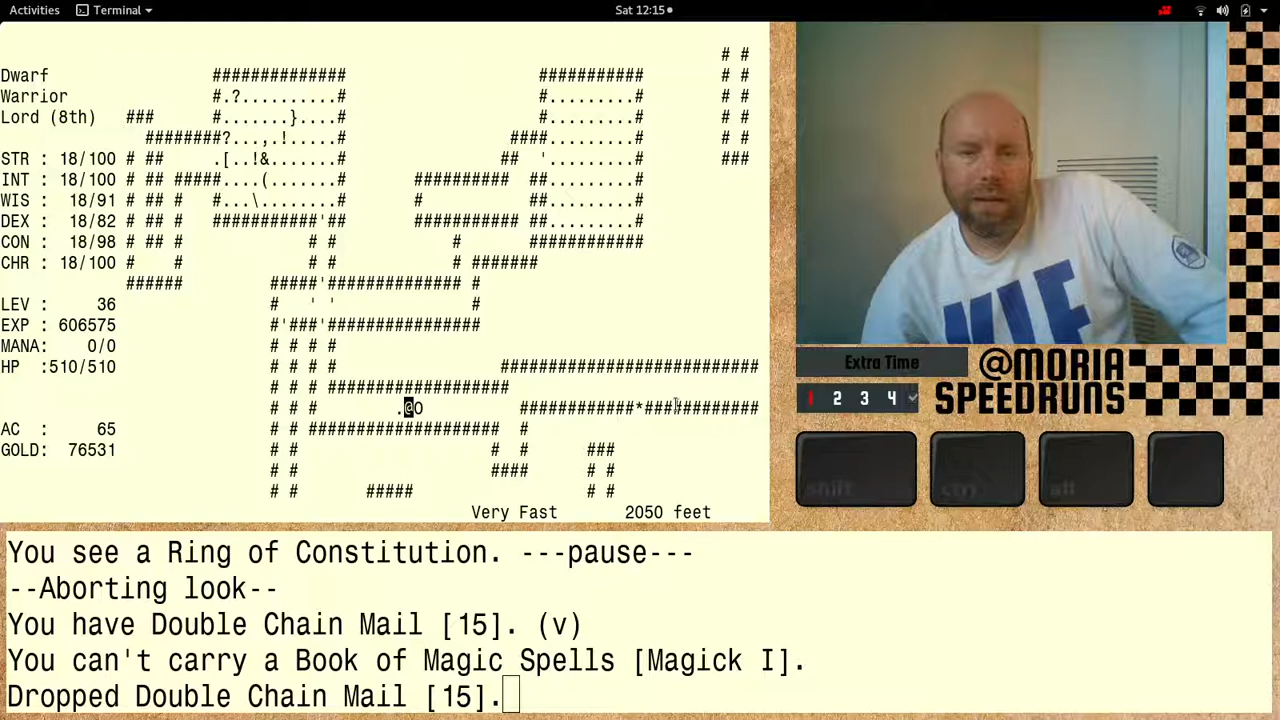 Activities Terminal Sat 12:15
Dwarf
Warrior
Lord (8th)
STR : 18/100
INT : 18/100
WIS : 18/91
DEX : 18/82
CON : 18/98
CHR : 18/100
LEV : 36
EXP : 606575
MANA: 0/0
HP :510/510
AC : 65
GOLD: 76531
Very Fast 2050 feet
Extra Time
1 2 3 4
@MORIA
SPEEDRUNS
shift ctrl alt
You see a Ring of Constitution. ---pause---
--Aborting look--
You have Double Chain Mail [15]. (v)
You can't carry a Book of Magic Spells [Magick I].
Dropped Double Chain Mail [15].